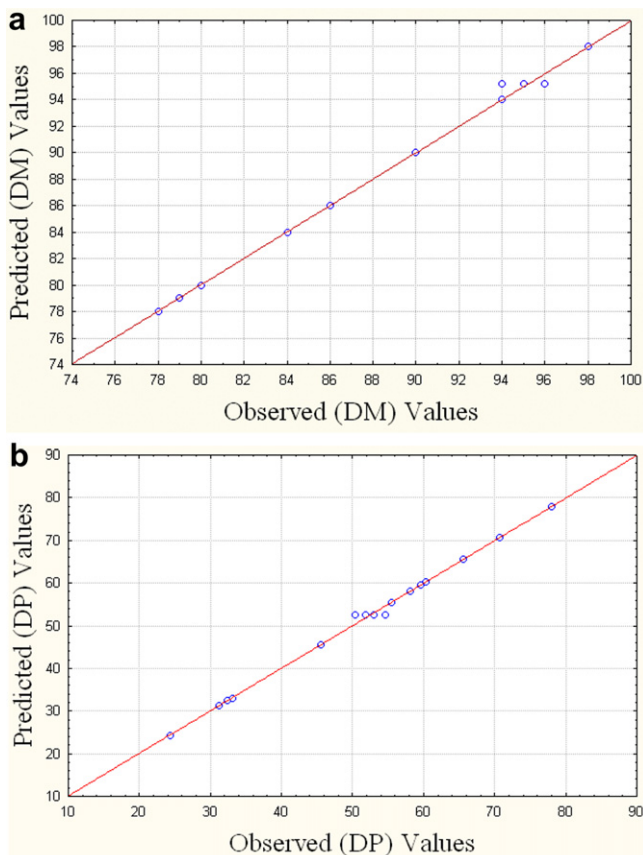 a
100
98
96
94
92
90
88
86
84
82
80
78
76
74
Predicted (DM) Values
74 76 78 80 82 84 86 88 90 92 94 96 98 100
Observed (DM) Values
b
90
80
70
60
50
40
30
20
10
Predicted (DP) Values
10 20 30 40 50 60 70 80 90
Observed (DP) Values